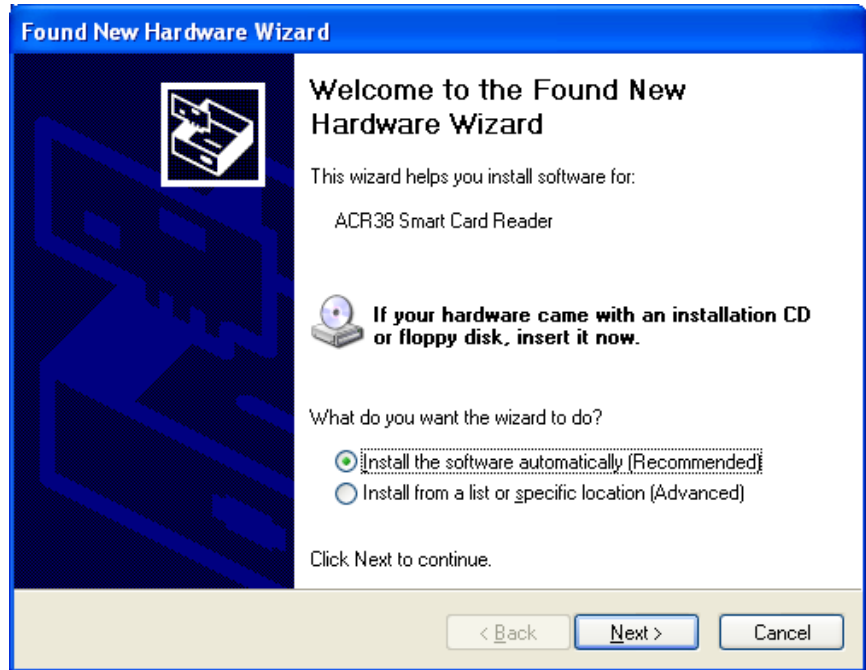 Found New Hardware Wizard
Welcome to the Found New
Hardware Wizard
This wizard helps you install software for:
ACR38 Smart Card Reader
If your hardware came with an installation CD
or floppy disk, insert it now.
What do you want the wizard to do?
Install the software automatically (Recommended)
Install from a list or specific location (Advanced)
Click Next to continue.
< Back Next > Cancel